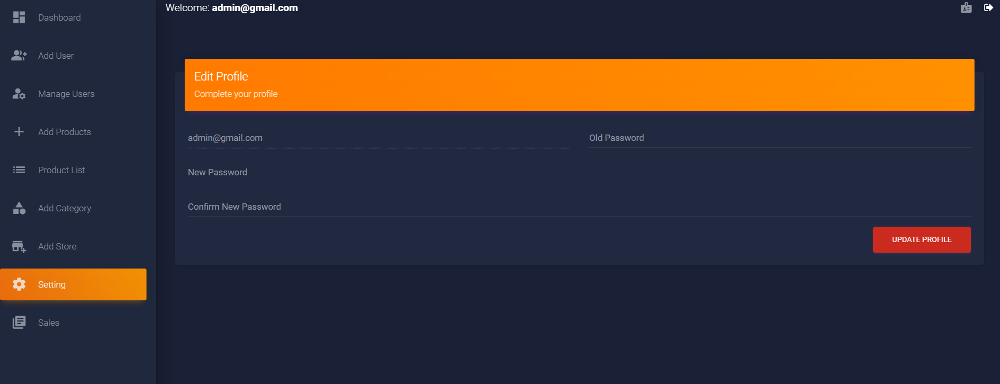 Welcome: admin@gmail.com
Dashboard
Add User
Manage Users
Add Products
Product List
Add Category
Add Store
Setting
Sales
Edit Profile
Complete your profile
admin@gmail.com
Old Password
New Password
Confirm New Password
UPDATE PROFILE